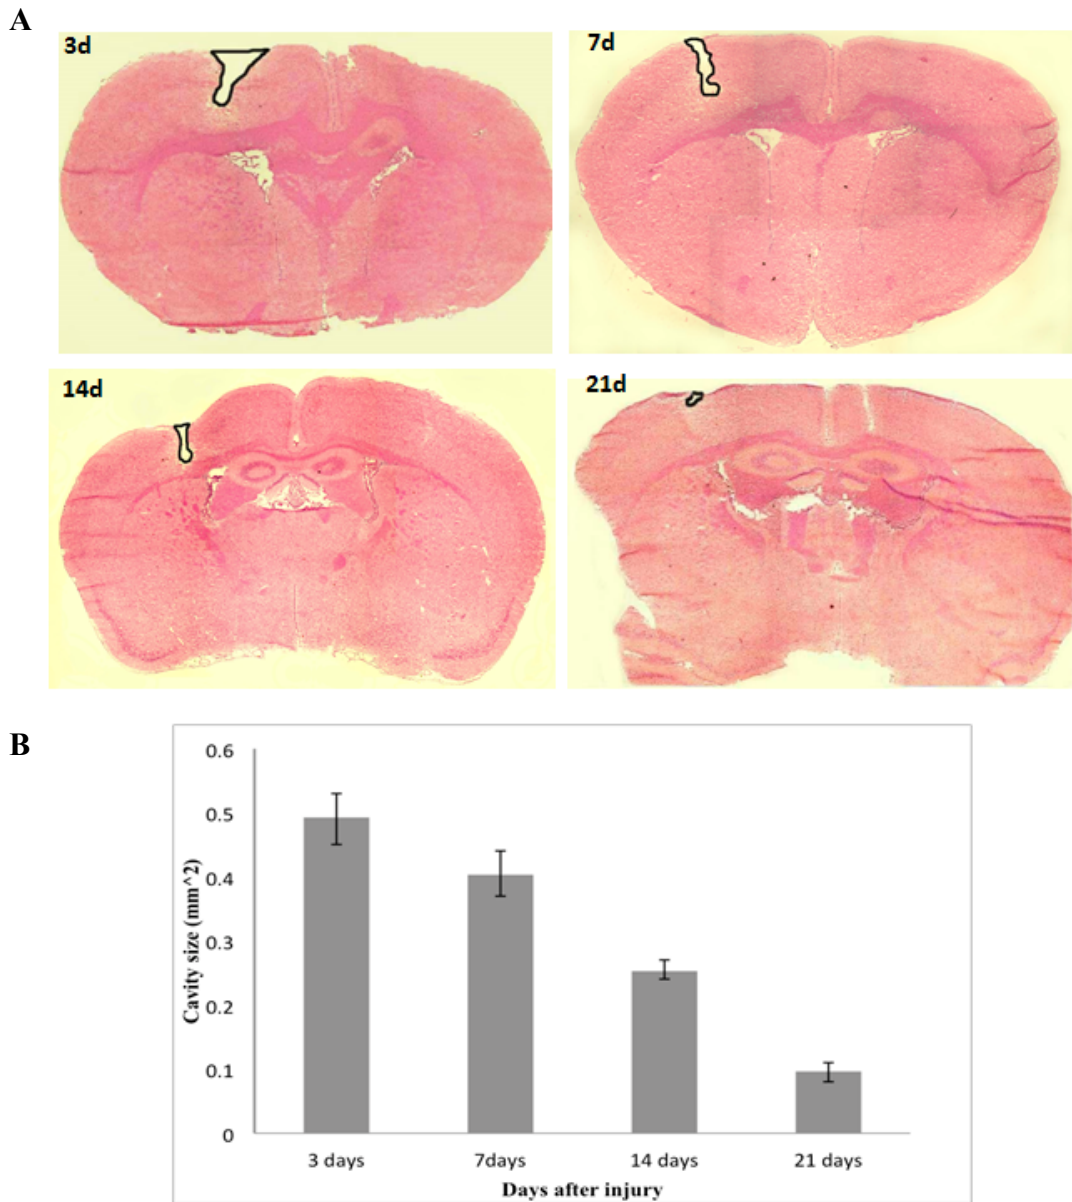 A
3d
7d
14d
21d
B
0.6
0.5
0.4
0.3
0.2
0.1
0
Cavity size (mm^2)
3 days
7days
14 days
21 days
Days after injury